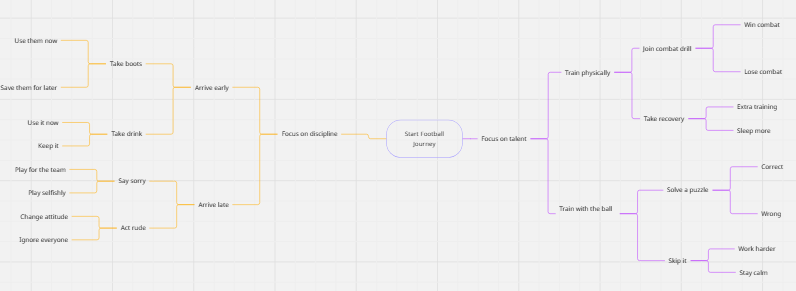 Start Football
Journey
Focus on discipline
Arrive early
Take boots
Use them now
Save them for later
Take drink
Use it now
Keep it
Arrive late
Say sorry
Play for the team
Play selfishly
Act rude
Change attitude
Ignore everyone
Focus on talent
Train physically
Join combat drill
Win combat
Lose combat
Take recovery
Extra training
Sleep more
Train with the ball
Solve a puzzle
Correct
Wrong
Skip it
Work harder
Stay calm